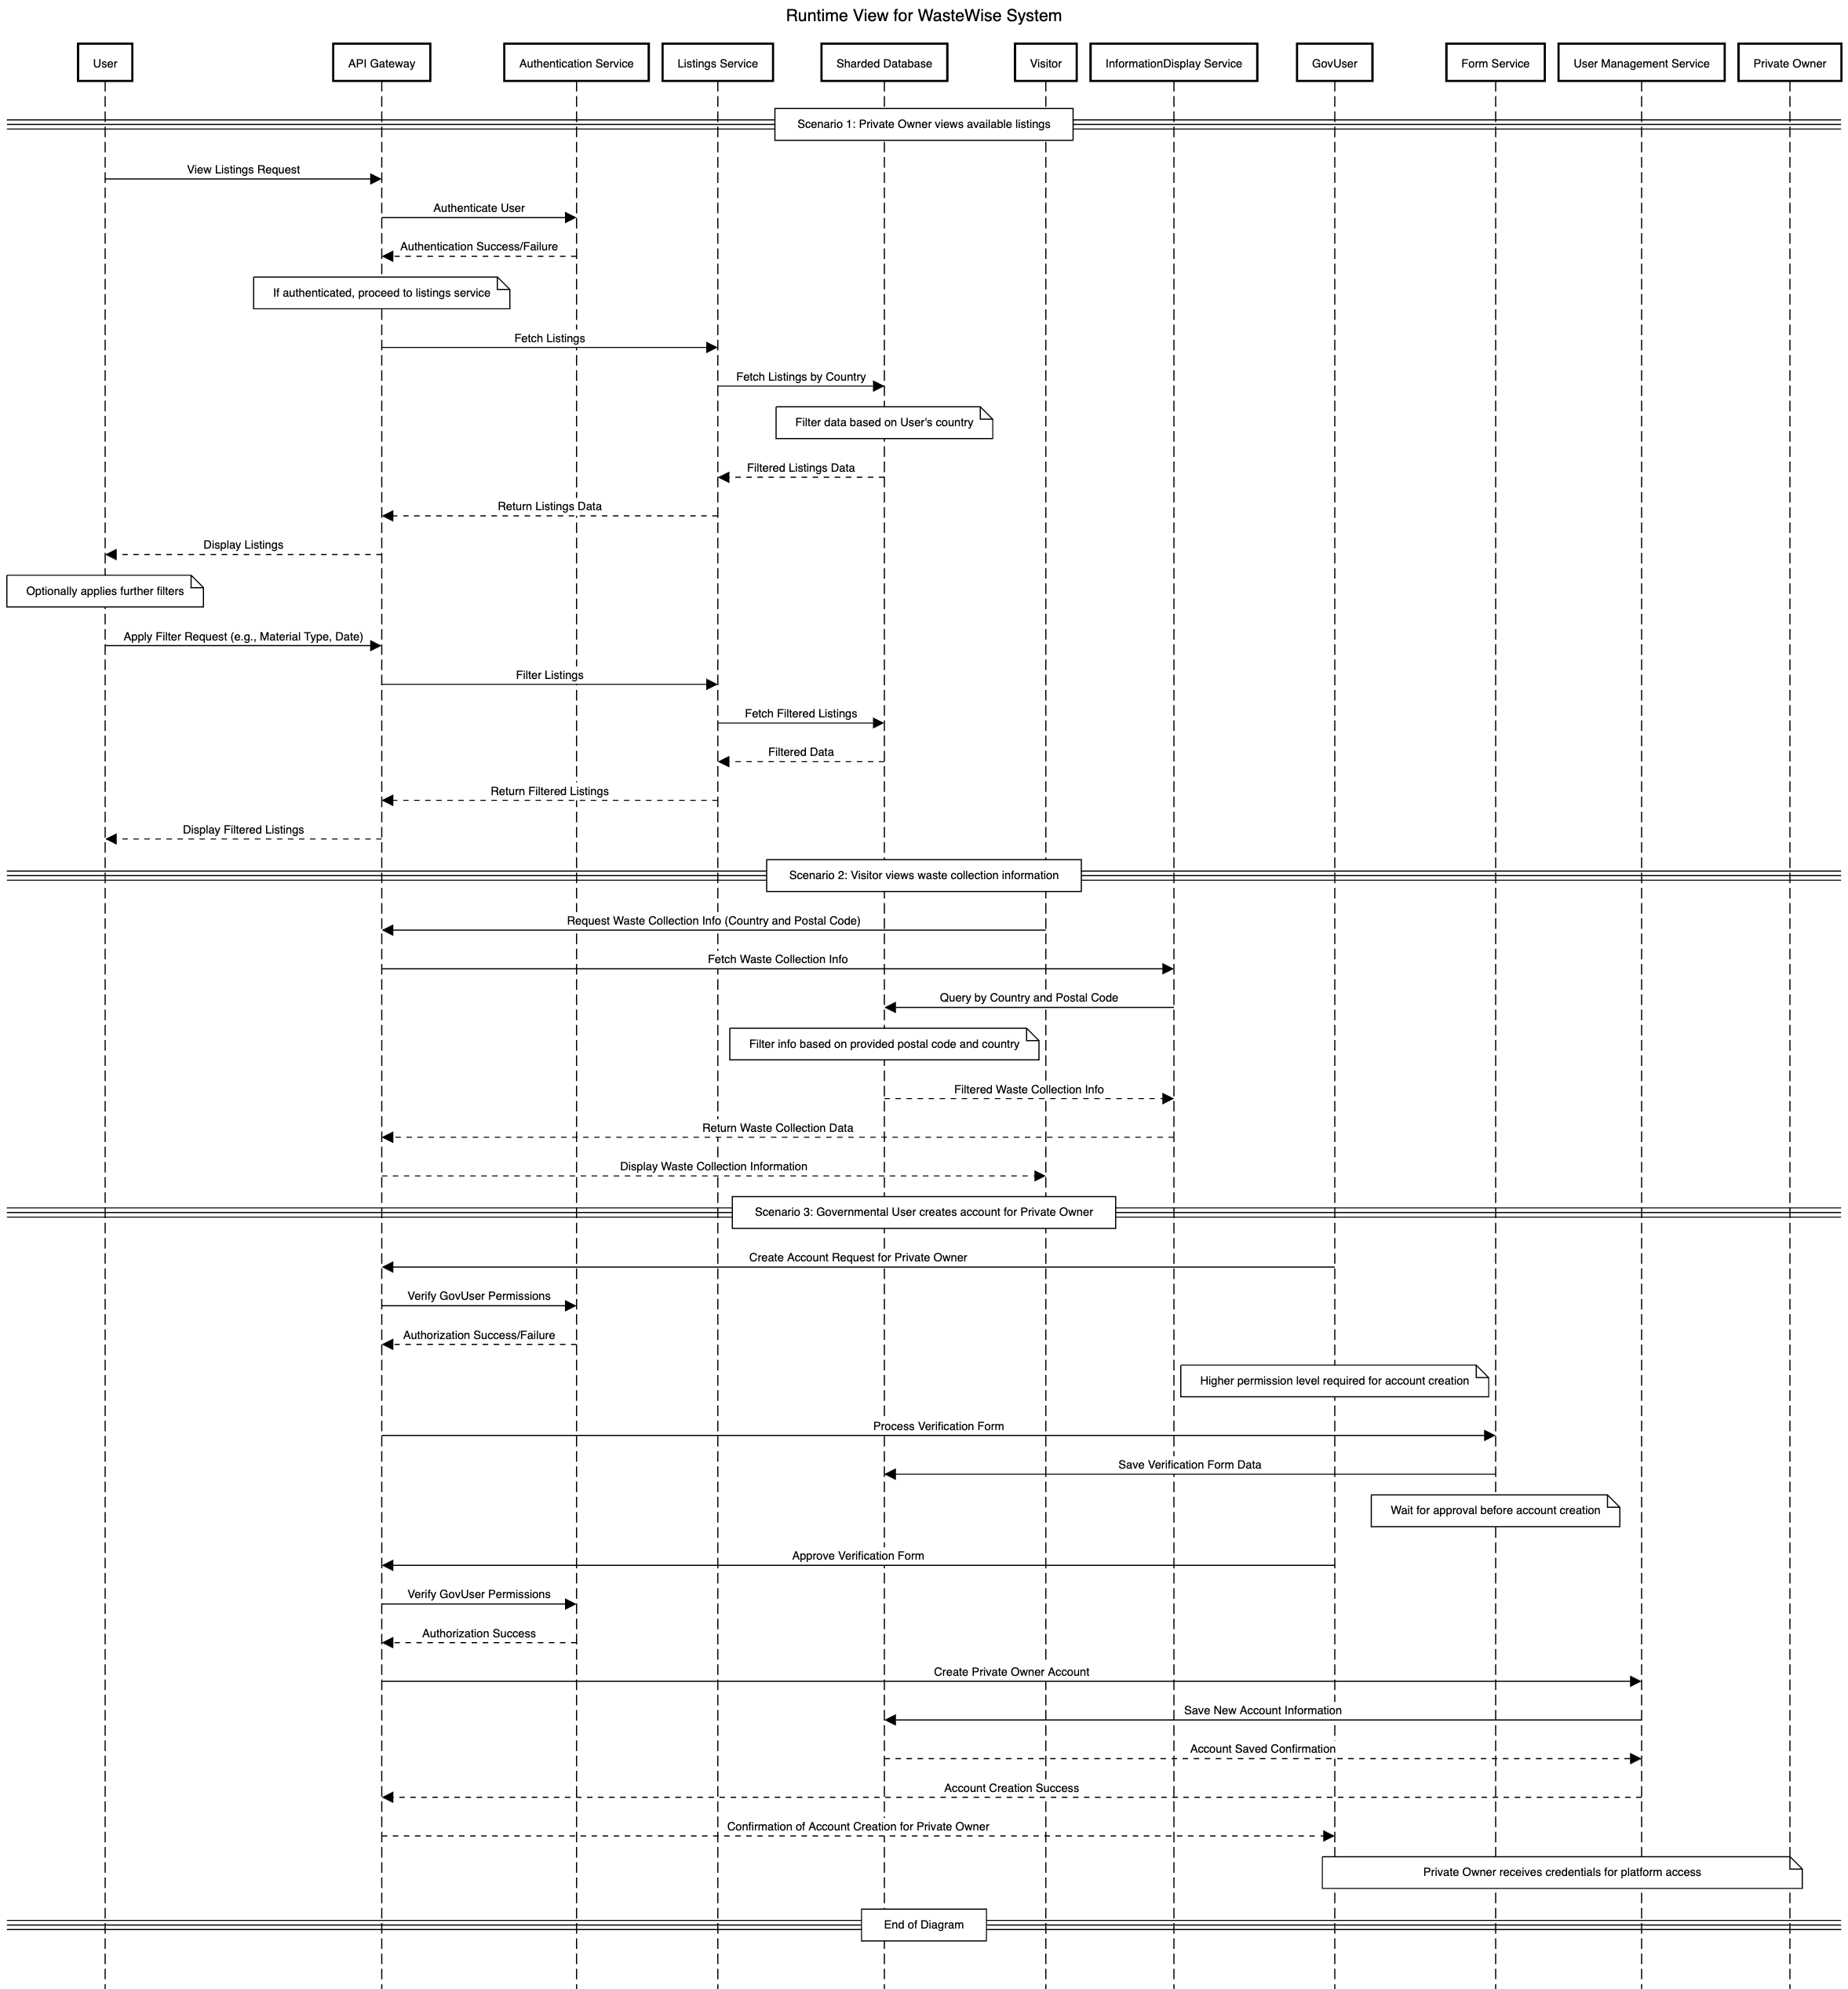 Runtime View for WasteWise System
User
API Gateway
Authentication Service
Listings Service
Sharded Database
Visitor
InformationDisplay Service
GovUser
Form Service
User Management Service
Private Owner
Scenario 1: Private Owner views available listings
View Listings Request
Authenticate User
Authentication Success/Failure
If authenticated, proceed to listings service
Fetch Listings
Fetch Listings by Country
Filter data based on User's country
Filtered Listings Data
Return Listings Data
Display Listings
Optionally applies further filters
Apply Filter Request (e.g., Material Type, Date)
Filter Listings
Fetch Filtered Listings
Filtered Data
Return Filtered Listings
Display Filtered Listings
Scenario 2: Visitor views waste collection information
Request Waste Collection Info (Country and Postal Code)
Fetch Waste Collection Info
Query by Country and Postal Code
Filter info based on provided postal code and country
Filtered Waste Collection Info
Return Waste Collection Data
Display Waste Collection Information
Scenario 3: Governmental User creates account for Private Owner
Create Account Request for Private Owner
Verify GovUser Permissions
Authorization Success/Failure
Higher permission level required for account creation
Process Verification Form
Save Verification Form Data
Wait for approval before account creation
Approve Verification Form
Verify GovUser Permissions
Authorization Success
Create Private Owner Account
Save New Account Information
Account Saved Confirmation
Account Creation Success
Confirmation of Account Creation for Private Owner
Private Owner receives credentials for platform access
End of Diagram